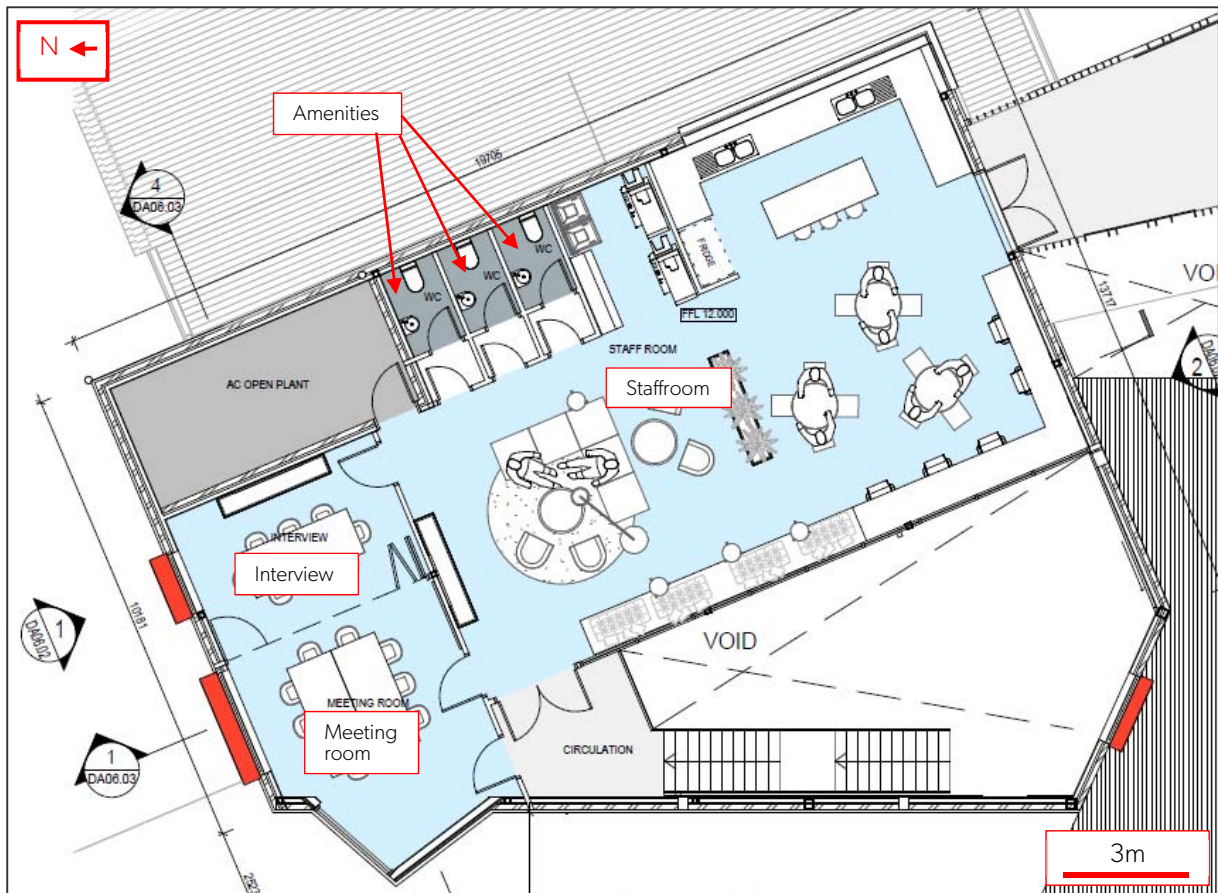 N
Amenities
19705
4
DA06.03
WC
WC
WC
FRIDGE
FFL 12.000
VOI
13717
2
STAFF ROOM
Staffroom
AC OPEN PLANT
INTERVIEW
Interview
10161
1
DA06.02
MEETING ROOM
Meeting
room
VOID
1
DA06.03
CIRCULATION
3m